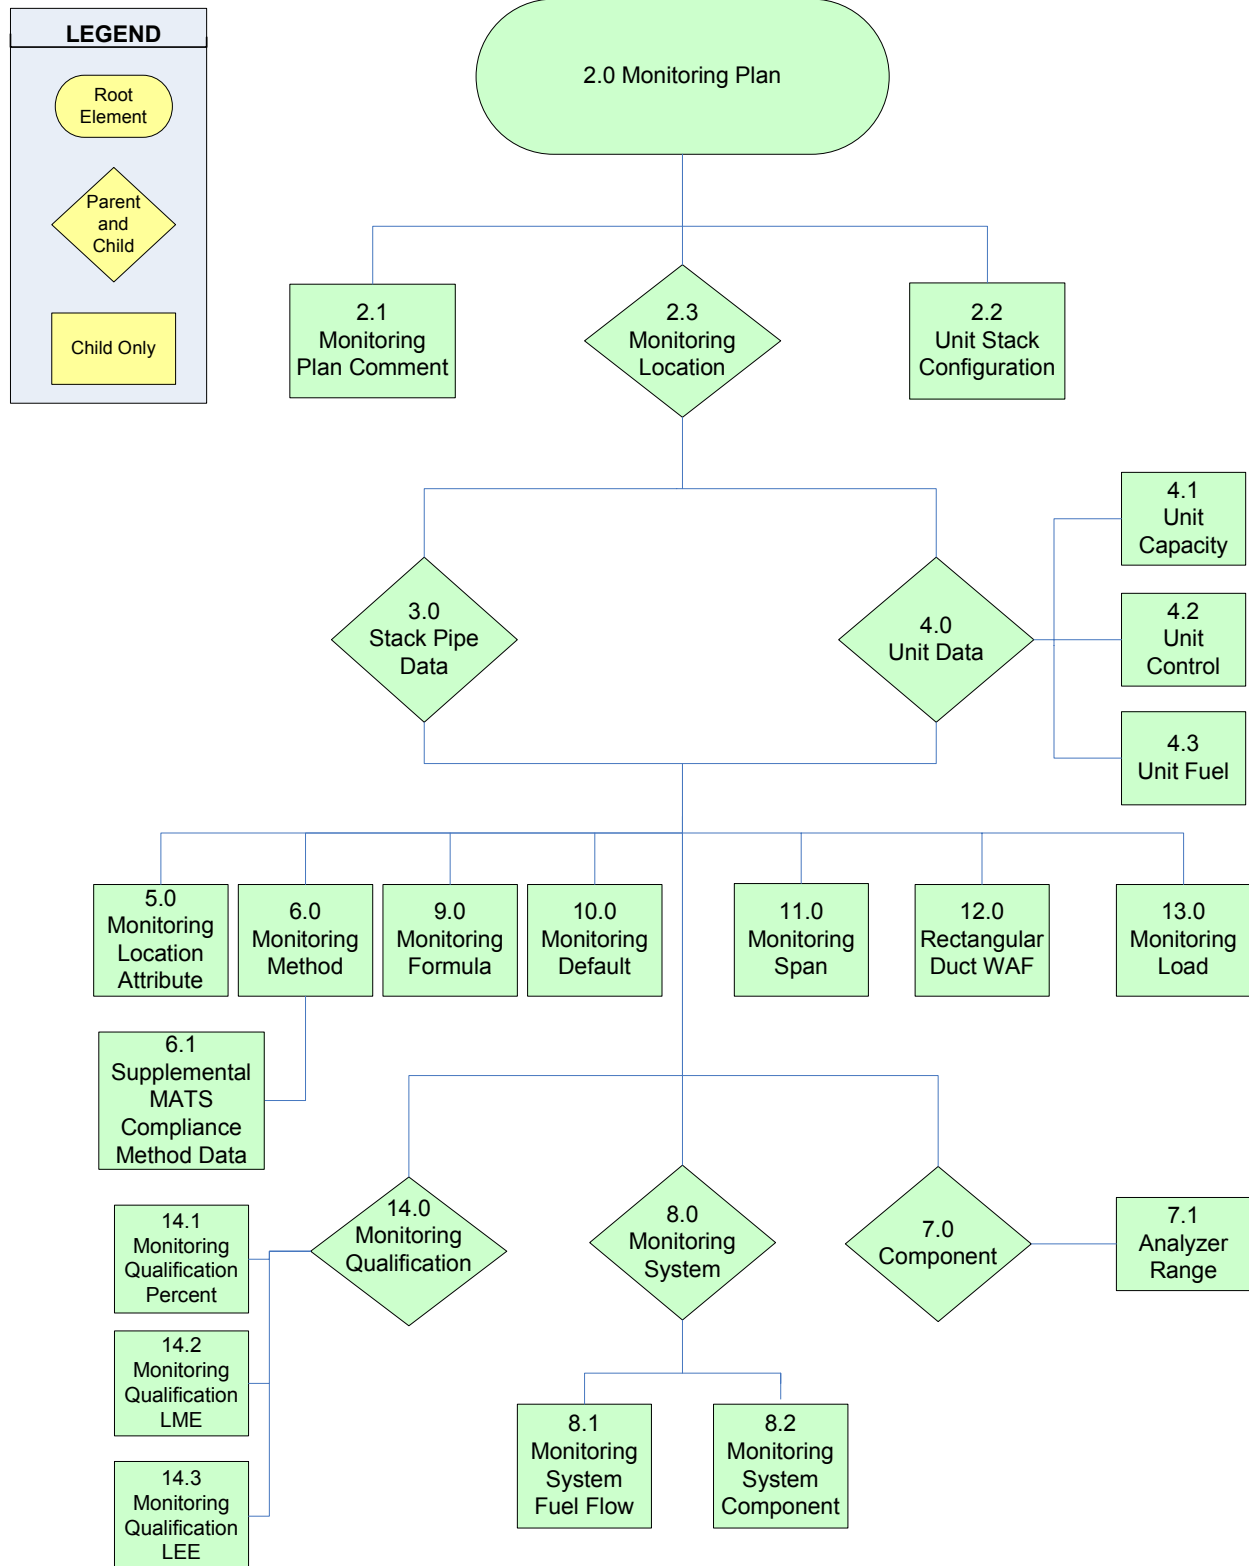 LEGEND
Root
Element
Parent
and
Child
Child Only
2.0 Monitoring Plan
2.1
Monitoring
Plan Comment
2.3
Monitoring
Location
2.2
Unit Stack
Configuration
3.0
Stack Pipe
Data
4.0
Unit Data
4.1
Unit
Capacity
4.2
Unit
Control
4.3
Unit Fuel
5.0
Monitoring
Location
Attribute
6.0
Monitoring
Method
9.0
Monitoring
Formula
10.0
Monitoring
Default
11.0
Monitoring
Span
12.0
Rectangular
Duct WAF
13.0
Monitoring
Load
6.1
Supplemental
MATS
Compliance
Method Data
14.0
Monitoring
Qualification
8.0
Monitoring
System
7.0
Component
7.1
Analyzer
Range
14.1
Monitoring
Qualification
Percent
14.2
Monitoring
Qualification
LME
14.3
Monitoring
Qualification
LEE
8.1
Monitoring
System
Fuel Flow
8.2
Monitoring
System
Component